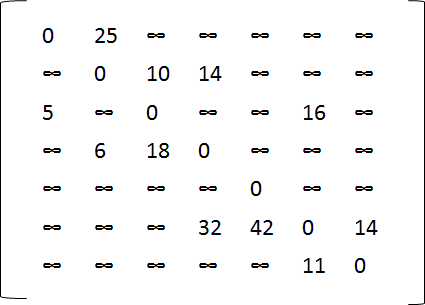 0 25 ∞ ∞ ∞ ∞ ∞
∞ 0 10 14 ∞ ∞ ∞
5 ∞ 0 ∞ ∞ 16 ∞
∞ 6 18 0 ∞ ∞ ∞
∞ ∞ ∞ ∞ 0 ∞ ∞
∞ ∞ ∞ 32 42 0 14
∞ ∞ ∞ ∞ ∞ 11 0